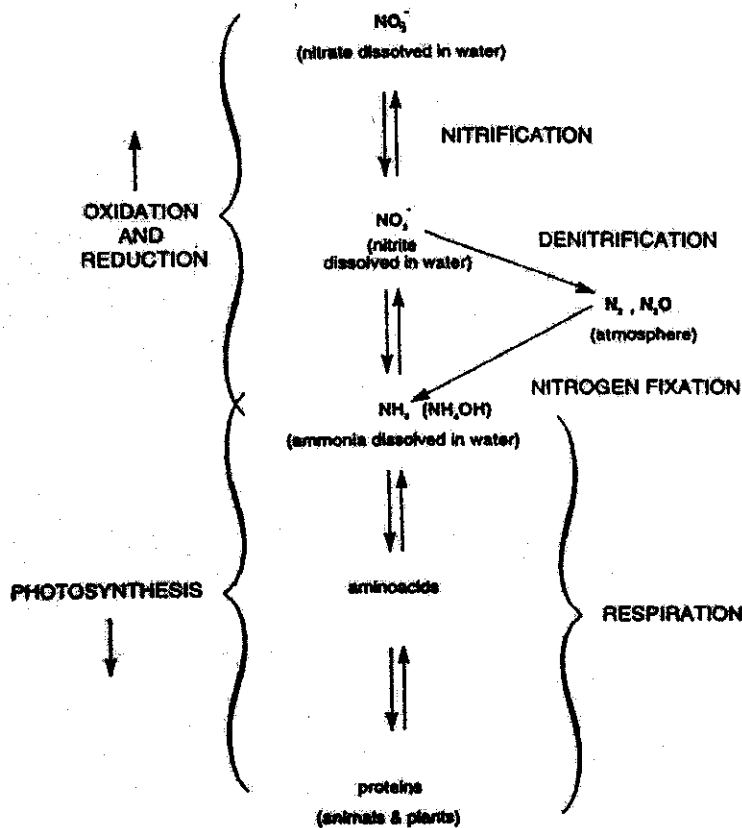 NO₃⁻
(nitrate dissolved in water)
NITRIFICATION
OXIDATION
AND
REDUCTION
NO₂⁻
(nitrite
dissolved in water)
DENITRIFICATION
N₂ , N₂O
(atmosphere)
NITROGEN FIXATION
NH₃ (NH₄OH)
(ammonia dissolved in water)
aminoacids
PHOTOSYNTHESIS
RESPIRATION
proteins
(animals & plants)